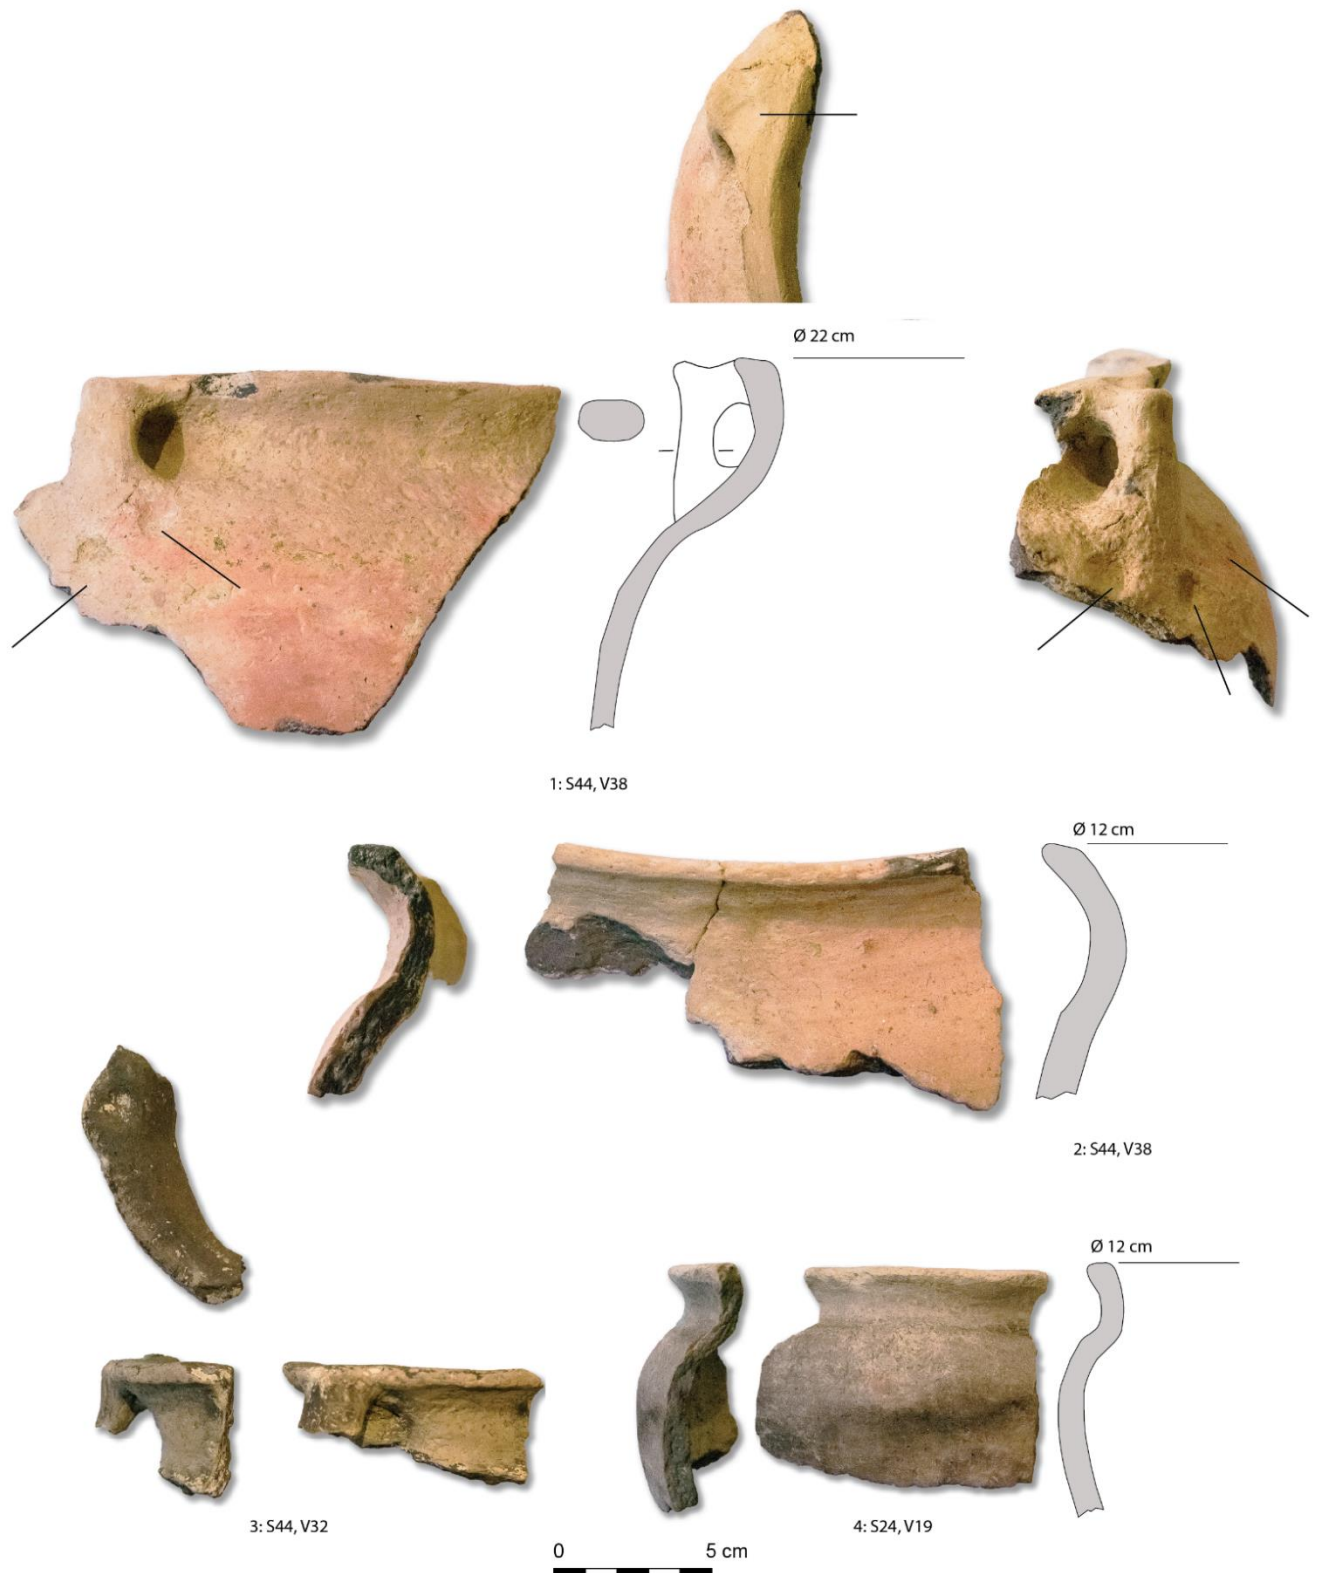 Ø 22 cm
1: S44, V38
Ø 12 cm
2: S44, V38
Ø 12 cm
3: S44, V32
4: S24, V19
0 5 cm